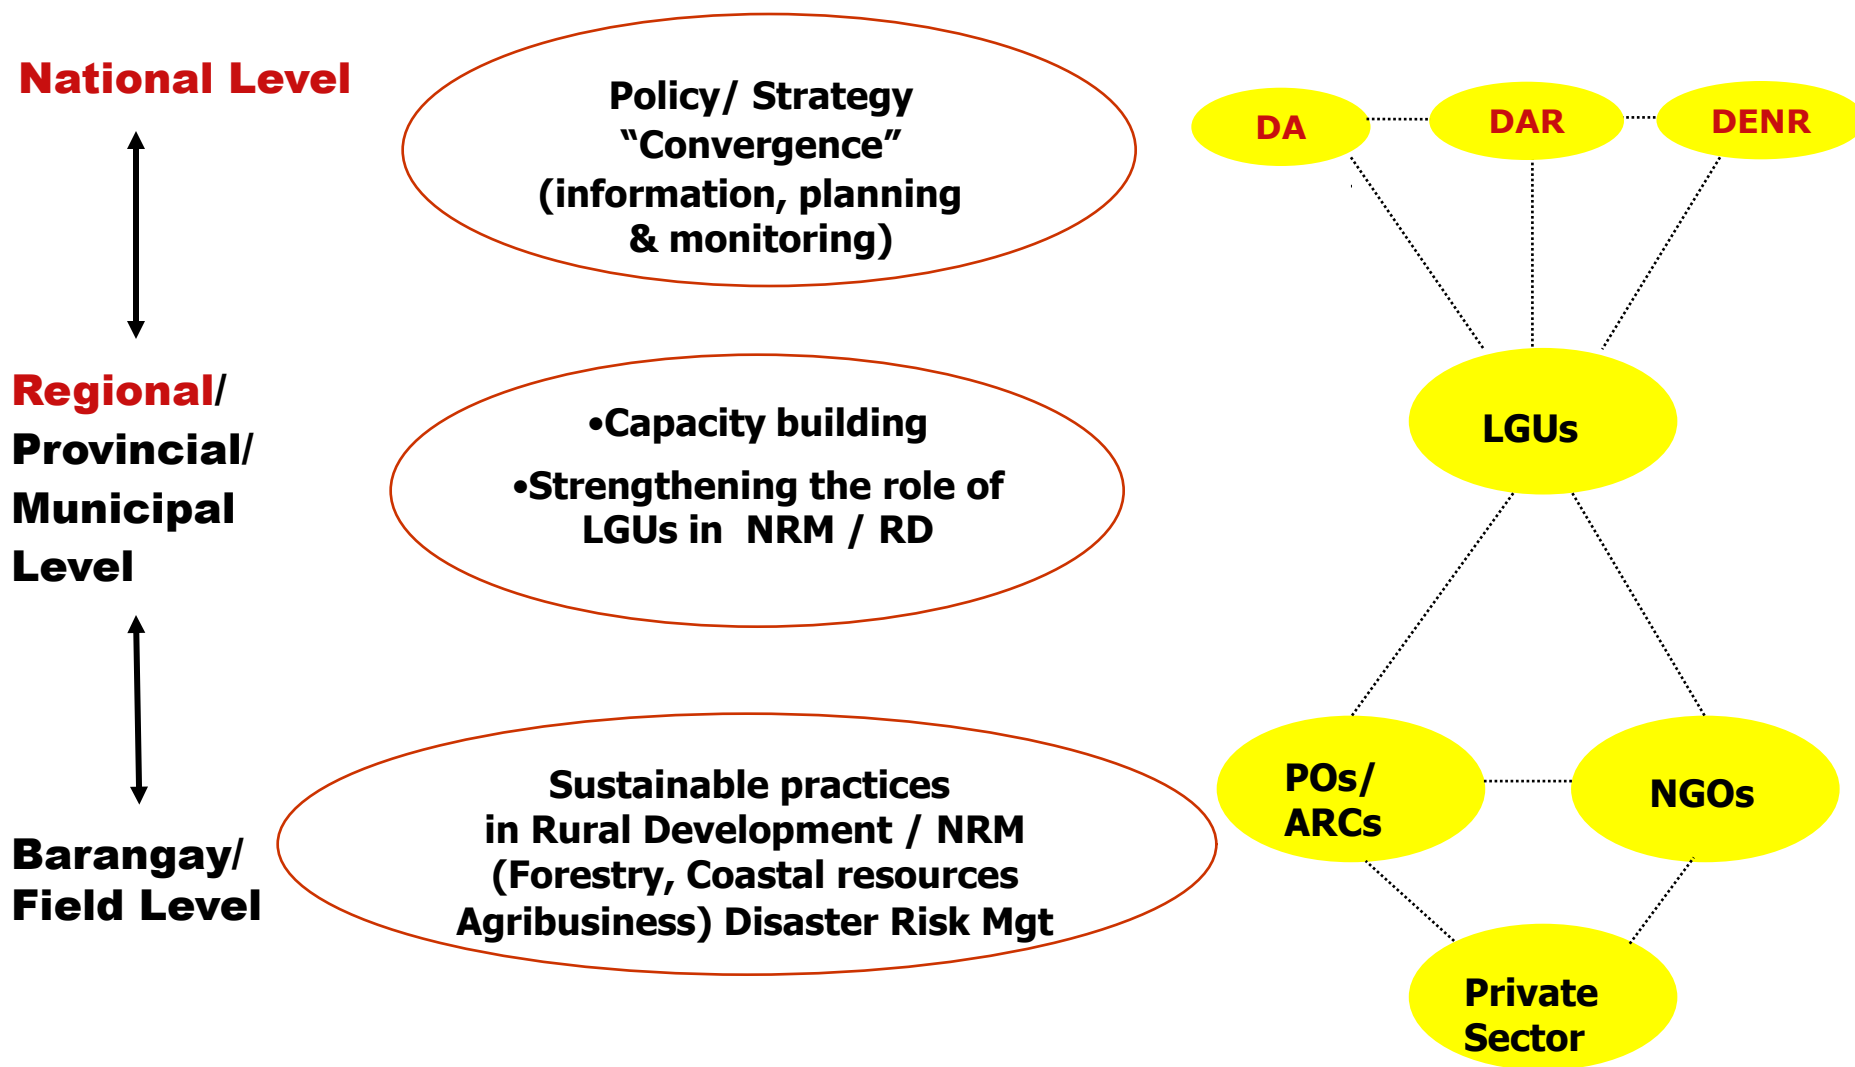 National Level
Policy/ Strategy
“Convergence”
(information, planning
& monitoring)
DA
DAR
DENR
Regional/
Provincial/
Municipal
Level
•Capacity building
•Strengthening the role of
LGUs in NRM / RD
LGUs
Barangay/
Field Level
Sustainable practices
in Rural Development / NRM
(Forestry, Coastal resources
Agribusiness) Disaster Risk Mgt
POs/
ARCs
NGOs
Private
Sector